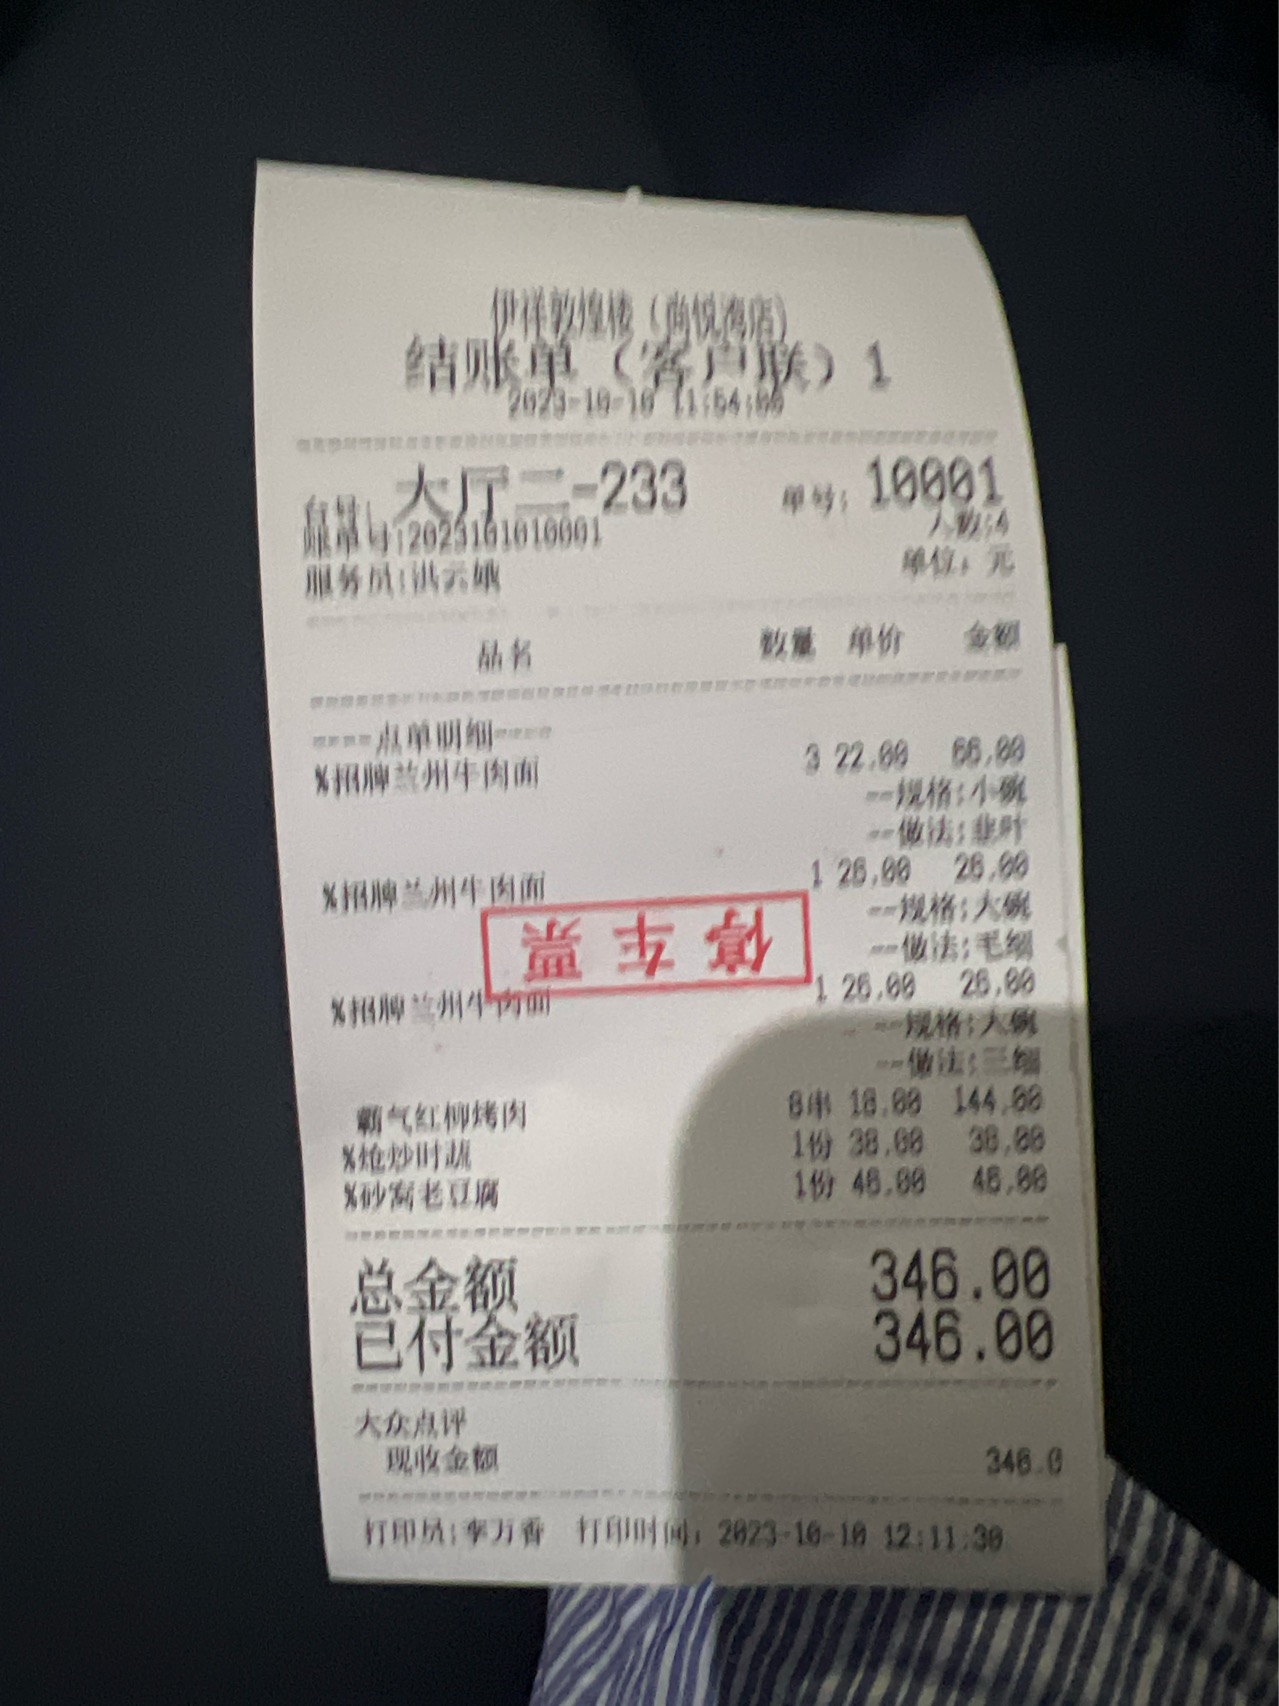 伊祥敦煌楼（尚悦湾店）
结账单（客户联）1
2023-10-10 11:54:00
台号：大厅二-233 单号：10001
账单号:2023101010001 人数:4
服务员:洪云娥 单位：元
品名 数量 单价 金额
----点单明细----
%招牌兰州牛肉面 3 22.00 66.00
--规格:小碗
--做法:韭叶
%招牌兰州牛肉面 1 26.00 26.00
--规格:大碗
--做法:毛细
停车票
%招牌兰州牛肉面 1 26.00 26.00
--规格:大碗
--做法:三细
霸气红柳烤肉 8串 18.00 144.00
%炝炒时蔬 1份 38.00 38.00
%砂窝老豆腐 1份 46.00 46.00
总金额 346.00
已付金额 346.00
大众点评
现收金额 346.0
打印员:李万香 打印时间：2023-10-10 12:11:30